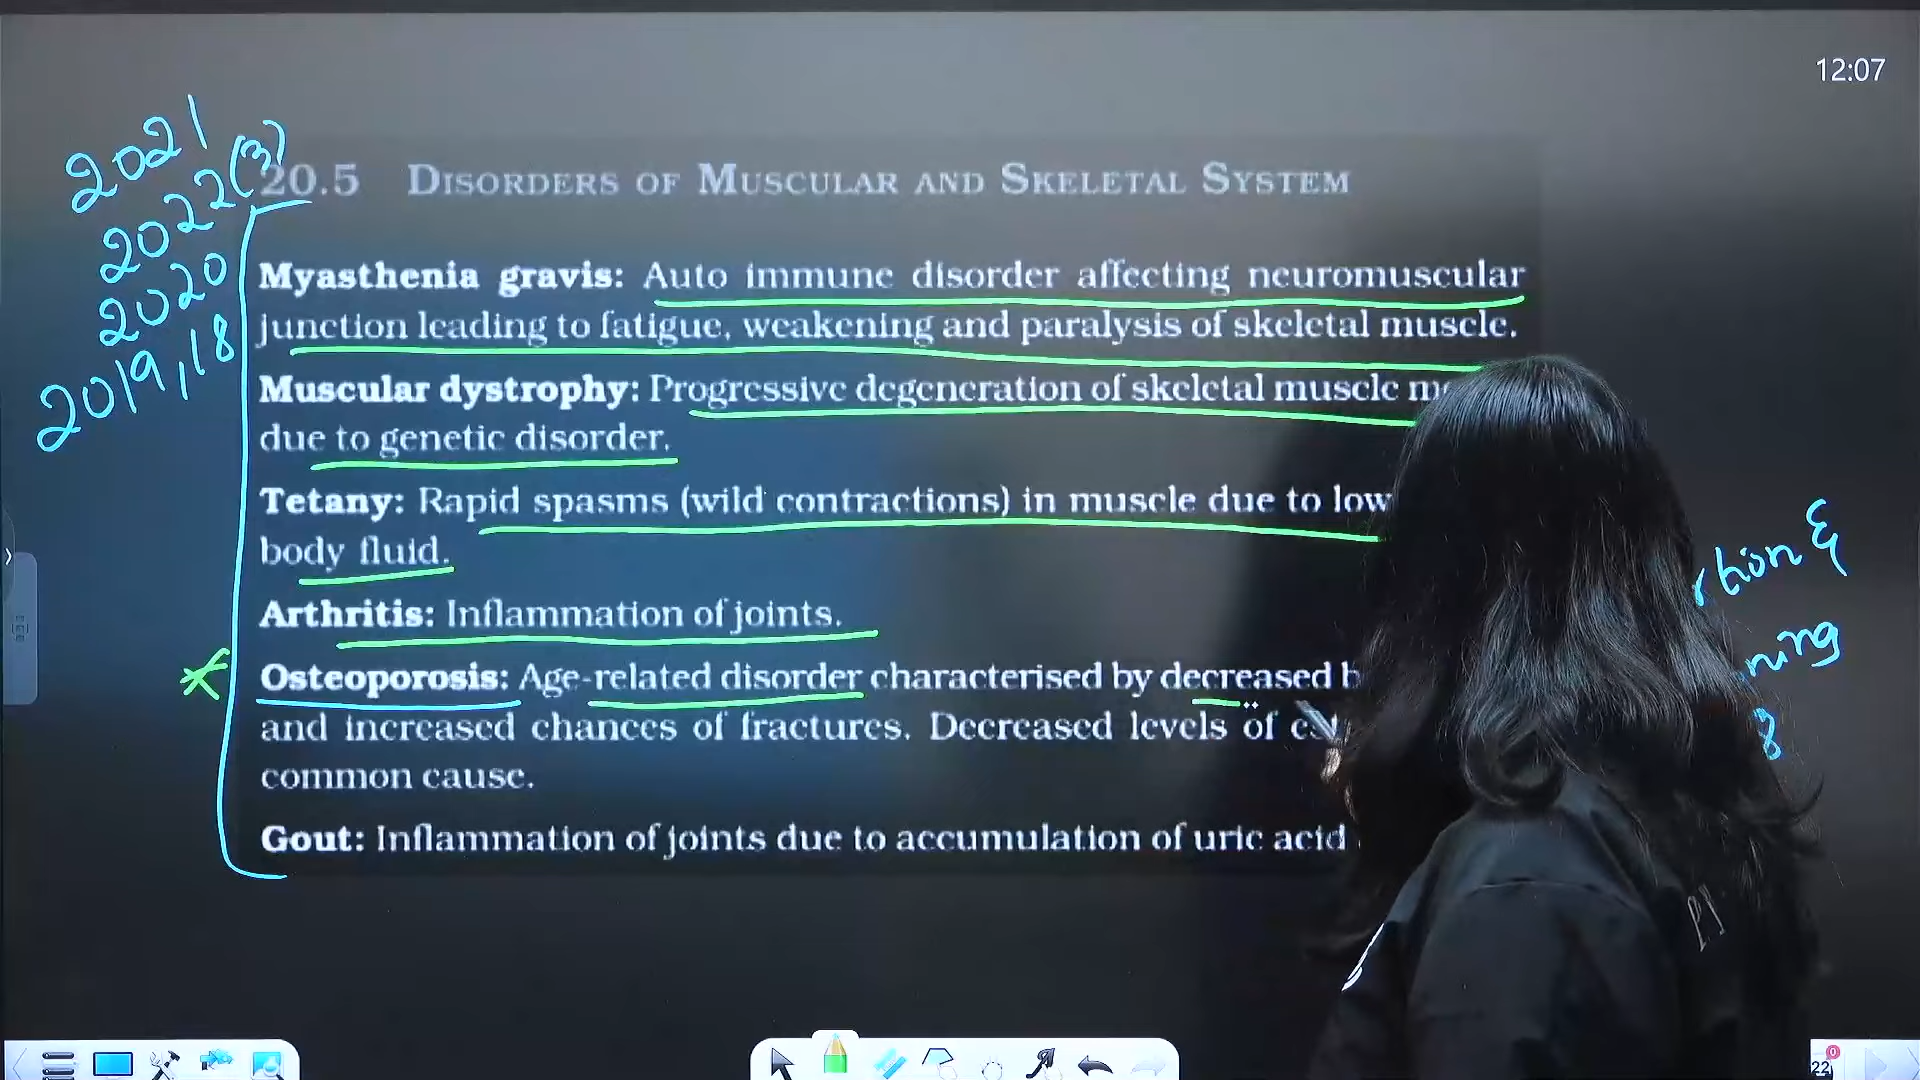 12:07
2021
2022 (3)
2020
2019, 18
20.5 DISORDERS OF MUSCULAR AND SKELETAL SYSTEM
Myasthenia gravis: Auto immune disorder affecting neuromuscular
junction leading to fatigue, weakening and paralysis of skeletal muscle.
Muscular dystrophy: Progressive degeneration of skeletal muscle
due to genetic disorder.
Tetany: Rapid spasms (wild contractions) in muscle due to low
body fluid.
Arthritis: Inflammation of joints.
Osteoporosis: Age-related disorder characterised by decreased
and increased chances of fractures. Decreased levels of
common cause.
Gout: Inflammation of joints due to accumulation of uric acid
22
0